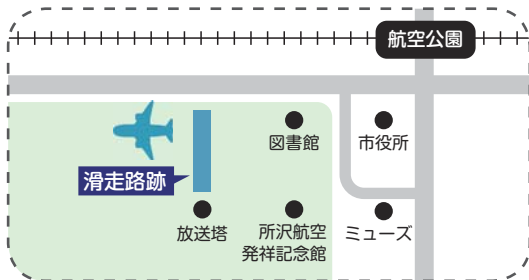 航空公園
図書館
市役所
滑走路跡
放送塔
所沢航空
発祥記念館
ミューズ